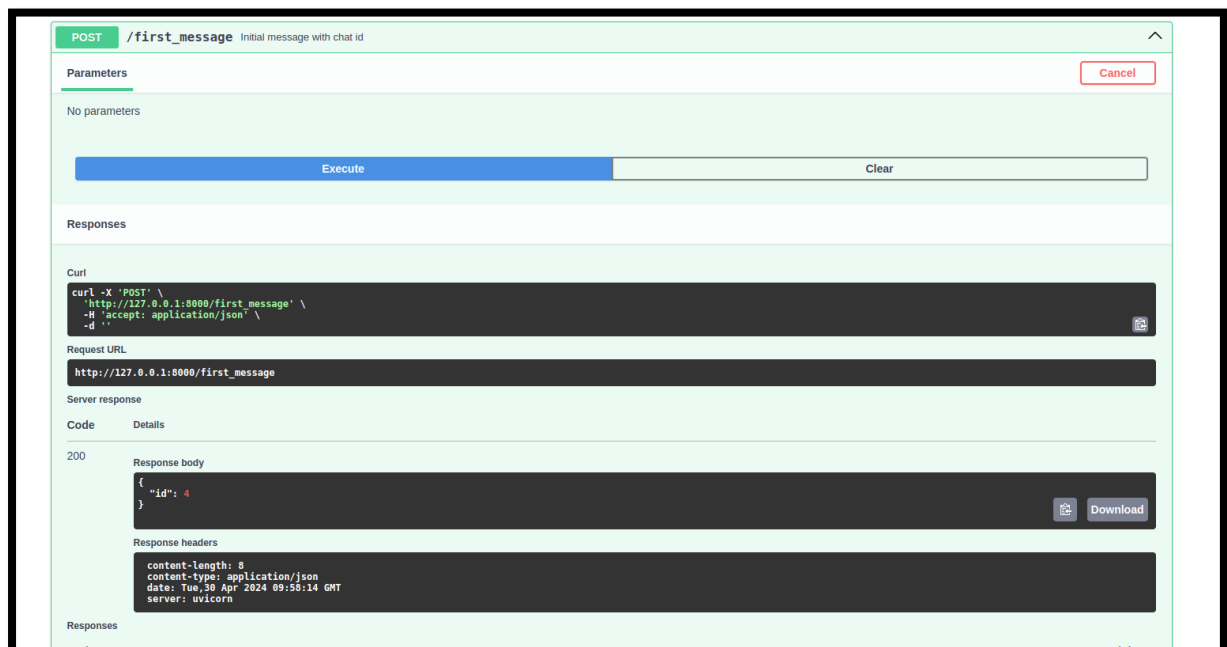 POST /first_message Initial message with chat id
Parameters
Cancel
No parameters
Execute
Clear
Responses
Curl
curl -X 'POST' \
  'http://127.0.0.1:8000/first_message' \
  -H 'accept: application/json' \
  -d ''
Request URL
http://127.0.0.1:8000/first_message
Server response
Code Details
200
Response body
{
  "id": 4
}
Download
Response headers
content-length: 8
content-type: application/json
date: Tue,30 Apr 2024 09:58:14 GMT
server: uvicorn
Responses